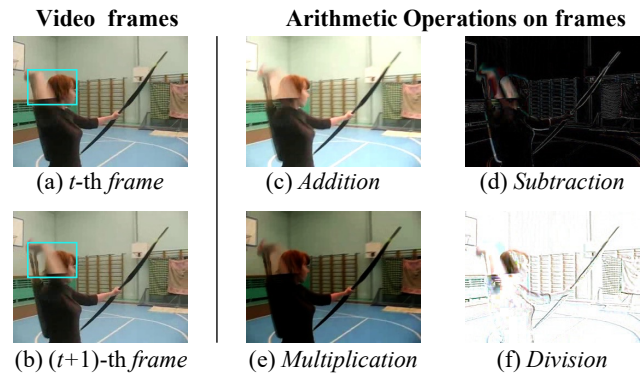 Video frames
Arithmetic Operations on frames
(a) t-th frame
(c) Addition
(d) Subtraction
(b) (t+1)-th frame
(e) Multiplication
(f) Division